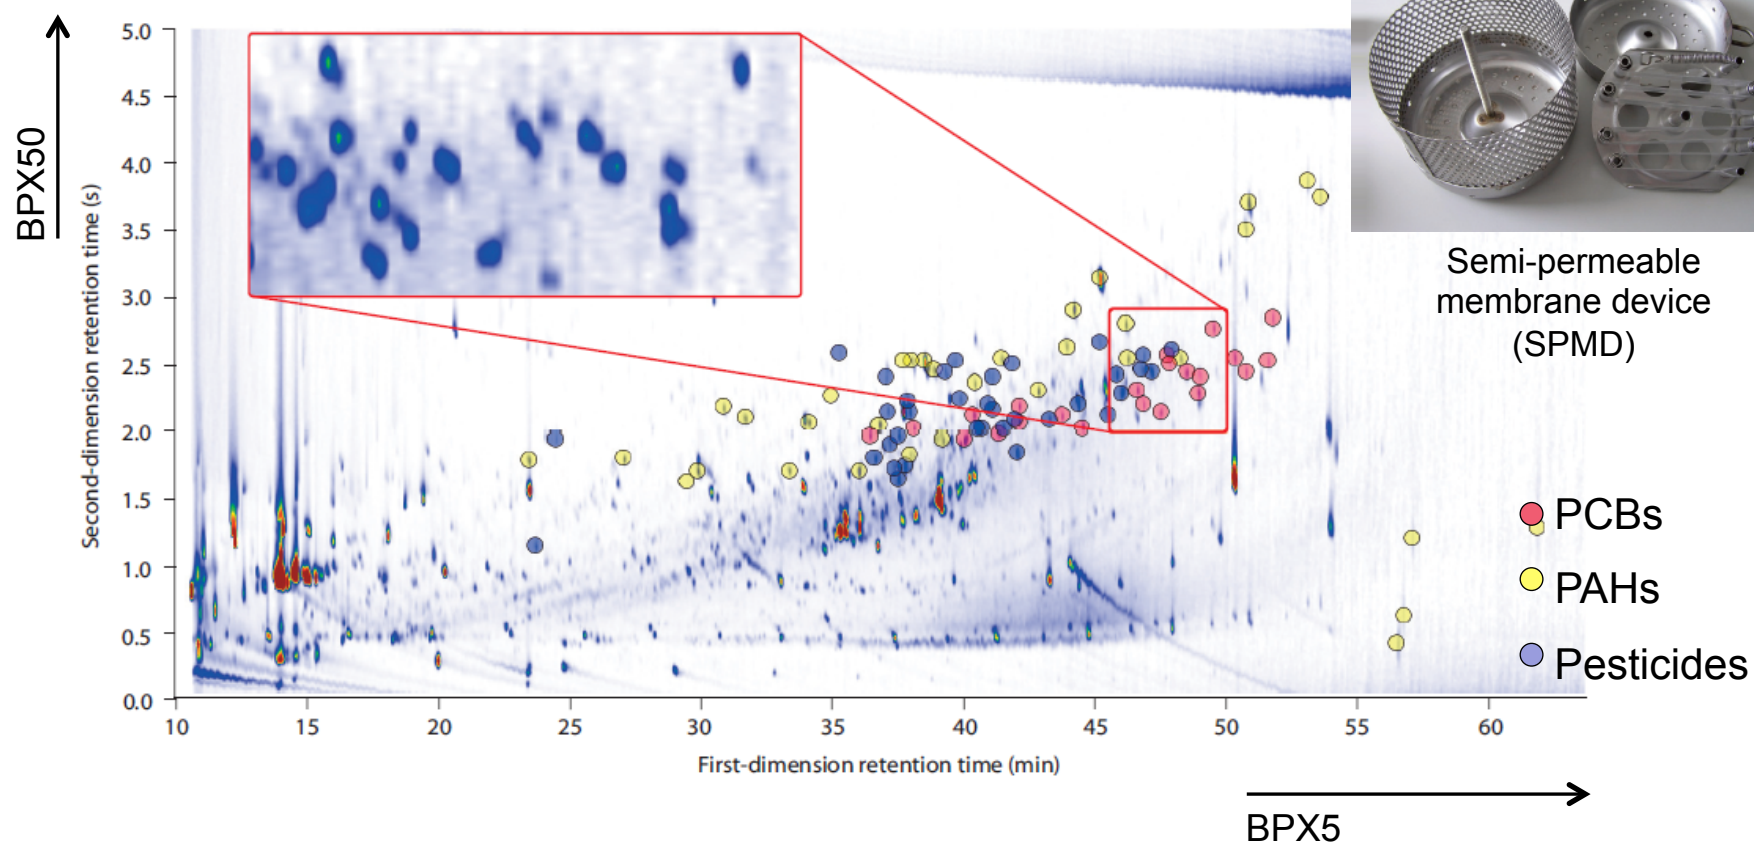 BPX50
Second-dimension retention time (s)
5.0
4.5
4.0
3.5
3.0
2.5
2.0
1.5
1.0
0.5
0.0
10 15 20 25 30 35 40 45 50 55 60
First-dimension retention time (min)
BPX5
Semi-permeable
membrane device
(SPMD)
PCBs
PAHs
Pesticides